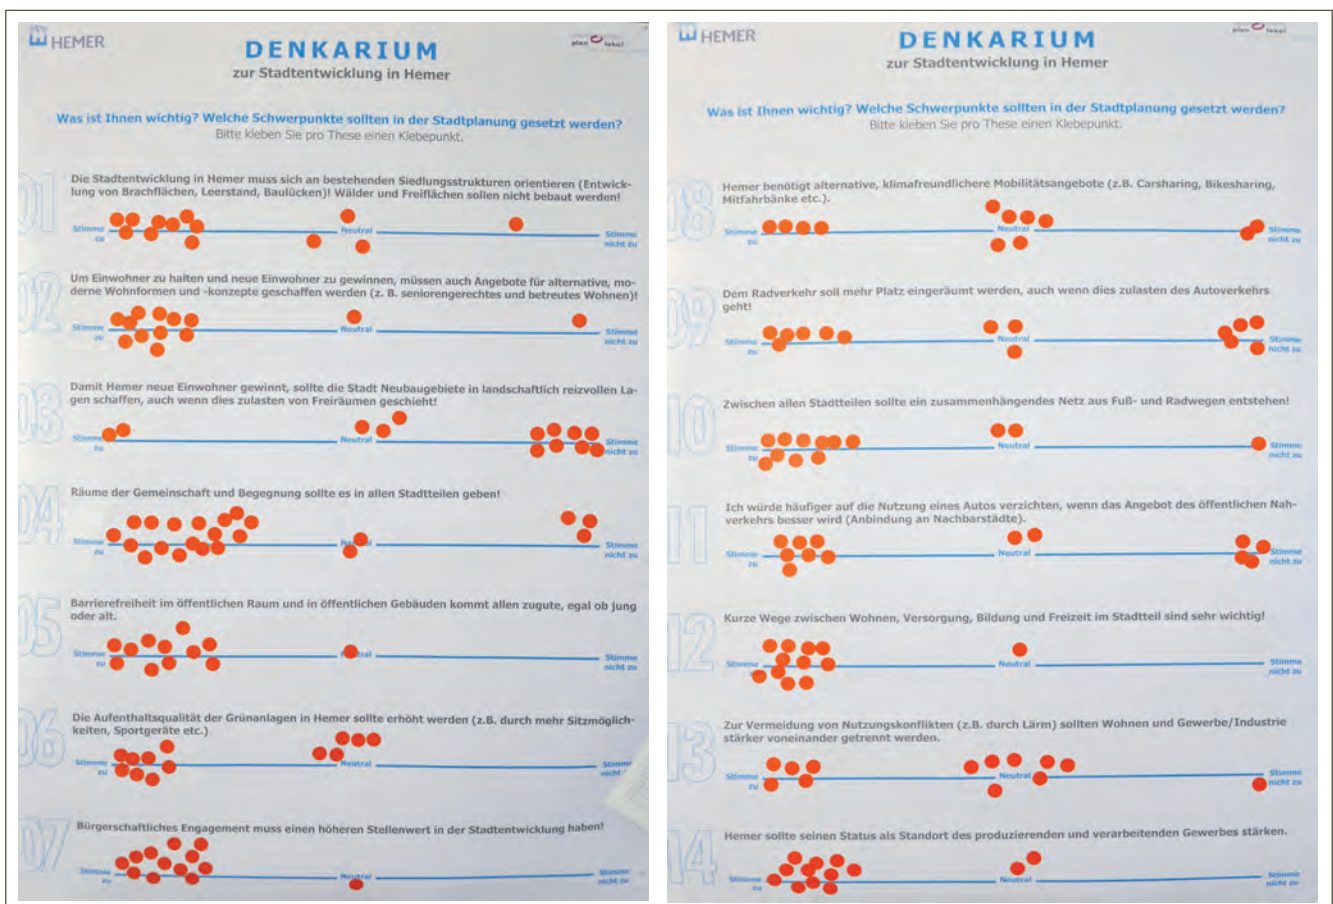 HEMER
plan lokal
DENKARIUM
zur Stadtentwicklung in Hemer
Was ist Ihnen wichtig? Welche Schwerpunkte sollten in der Stadtplanung gesetzt werden?
Bitte kleben Sie pro These einen Klebepunkt.
01
Die Stadtentwicklung in Hemer muss sich an bestehenden Siedlungsstrukturen orientieren (Entwick-
lung von Brachflächen, Leerstand, Baulücken)! Wälder und Freiflächen sollen nicht bebaut werden!
Stimme zu
Neutral
Stimme nicht zu
02
Um Einwohner zu halten und neue Einwohner zu gewinnen, müssen auch Angebote für alternative, mo-
derne Wohnformen und -konzepte geschaffen werden (z. B. seniorengerechtes und betreutes Wohnen)!
Stimme zu
Neutral
Stimme nicht zu
03
Damit Hemer neue Einwohner gewinnt, sollte die Stadt Neubaugebiete in landschaftlich reizvollen La-
gen schaffen, auch wenn dies zulasten von Freiräumen geschieht!
Stimme zu
Neutral
Stimme nicht zu
04
Räume der Gemeinschaft und Begegnung sollte es in allen Stadtteilen geben!
Stimme zu
Stimme nicht zu
05
Barrierefreiheit im öffentlichen Raum und in öffentlichen Gebäuden kommt allen zugute, egal ob jung
oder alt.
Stimme zu
Stimme nicht zu
06
Die Aufenthaltsqualität der Grünanlagen in Hemer sollte erhöht werden (z.B. durch mehr Sitzmöglich-
keiten, Sportgeräte etc.)
Stimme zu
Neutral
Stimme nicht
07
Bürgerschaftliches Engagement muss einen höheren Stellenwert in der Stadtentwicklung haben!
Stimme zu
Neutral
Stimme nicht zu
HEMER
plan lokal
DENKARIUM
zur Stadtentwicklung in Hemer
Was ist Ihnen wichtig? Welche Schwerpunkte sollten in der Stadtplanung gesetzt werden?
Bitte kleben Sie pro These einen Klebepunkt.
08
Hemer benötigt alternative, klimafreundlichere Mobilitätsangebote (z.B. Carsharing, Bikesharing,
Mitfahrbänke etc.).
Stimme zu
Neutral
Stimme nicht zu
09
Dem Radverkehr soll mehr Platz eingeräumt werden, auch wenn dies zulasten des Autoverkehrs
geht!
Stimme zu
Neutral
Stimme nicht zu
10
Zwischen allen Stadtteilen sollte ein zusammenhängendes Netz aus Fuß- und Radwegen entstehen!
Stimme zu
Neutral
Stimme nicht zu
11
Ich würde häufiger auf die Nutzung eines Autos verzichten, wenn das Angebot des öffentlichen Nah-
verkehrs besser wird (Anbindung an Nachbarstädte).
Stimme zu
Neutral
Stimme nicht zu
12
Kurze Wege zwischen Wohnen, Versorgung, Bildung und Freizeit im Stadtteil sind sehr wichtig!
Stimme
Neutral
Stimme nicht zu
13
Zur Vermeidung von Nutzungskonflikten (z.B. durch Lärm) sollten Wohnen und Gewerbe/Industrie
stärker voneinander getrennt werden.
Stimme zu
Neutral
Stimme nicht zu
14
Hemer sollte seinen Status als Standort des produzierenden und verarbeitenden Gewerbes stärken.
Stimme zu
Neutral
Stimme nicht zu